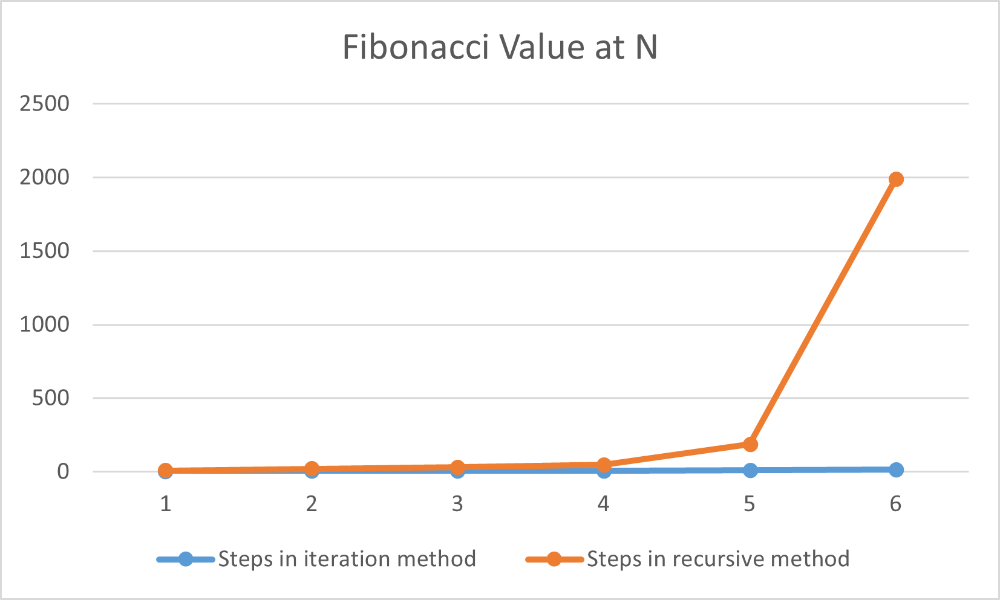 Fibonacci Value at N
2500
2000
1500
1000
500
0
1 2 3 4 5 6
Steps in iteration method Steps in recursive method